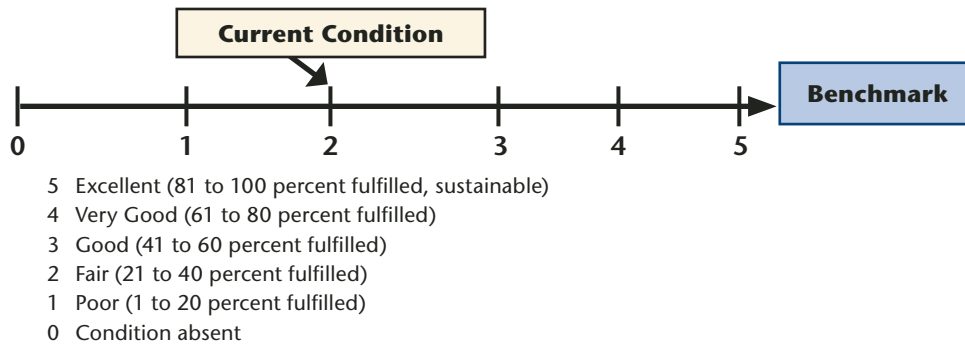 Current Condition
Benchmark
0 1 2 3 4 5
5 Excellent (81 to 100 percent fulfilled, sustainable)
4 Very Good (61 to 80 percent fulfilled)
3 Good (41 to 60 percent fulfilled)
2 Fair (21 to 40 percent fulfilled)
1 Poor (1 to 20 percent fulfilled)
0 Condition absent